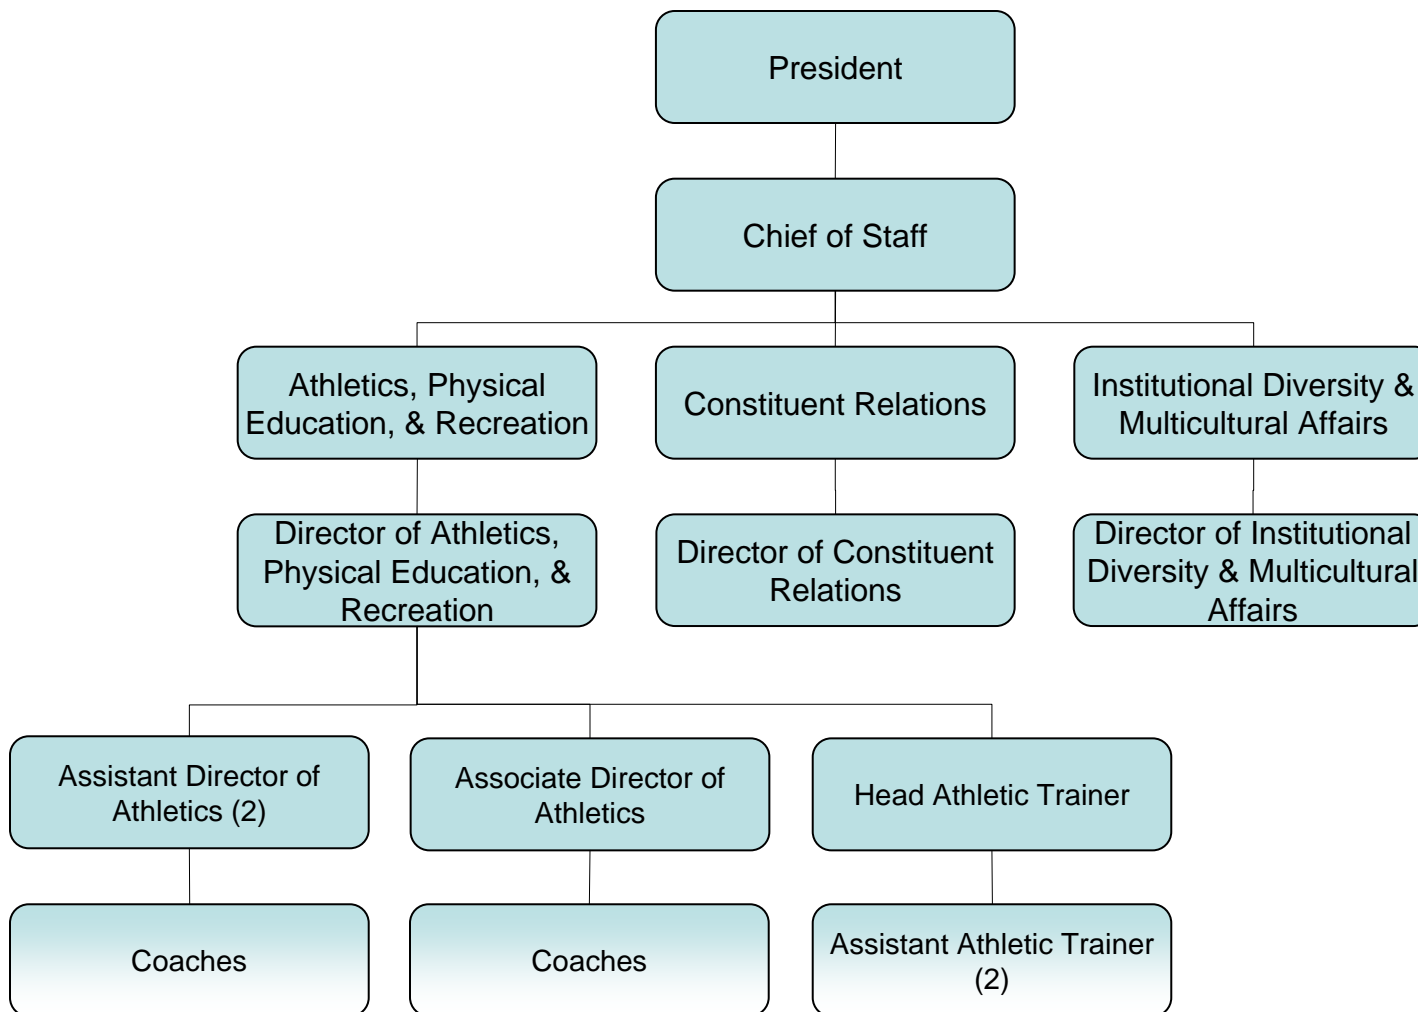 President
Chief of Staff
Athletics, Physical
Education, & Recreation
Constituent Relations
Institutional Diversity &
Multicultural Affairs
Director of Athletics,
Physical Education, &
Recreation
Director of Constituent
Relations
Director of Institutional
Diversity & Multicultural
Affairs
Assistant Director of
Athletics (2)
Associate Director of
Athletics
Head Athletic Trainer
Coaches
Coaches
Assistant Athletic Trainer
(2)